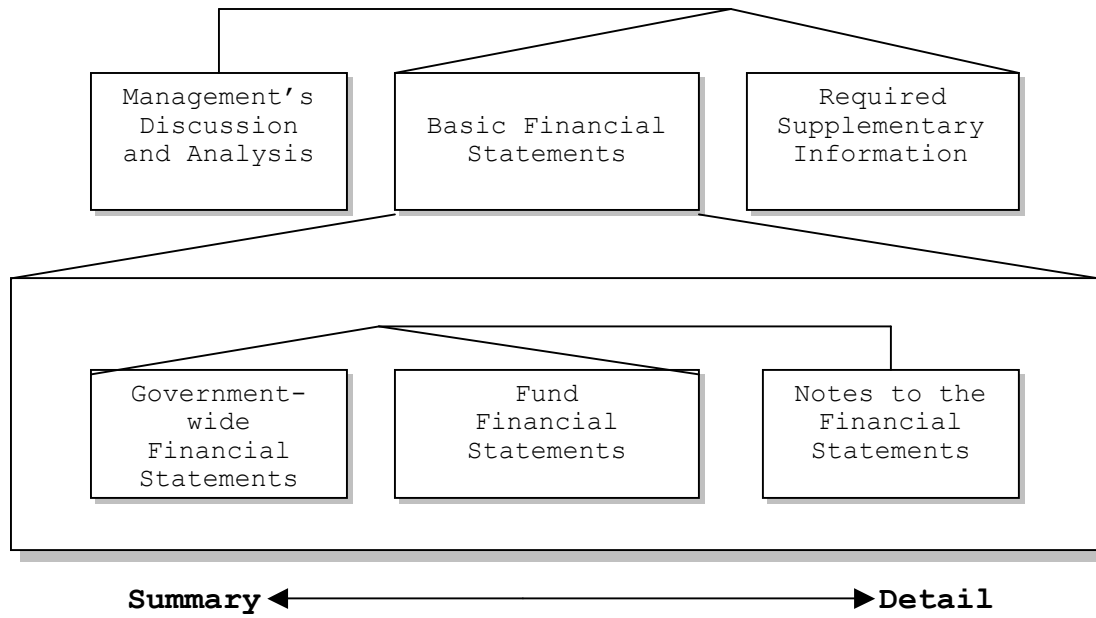 Management’s
Discussion
and Analysis
Basic Financial
Statements
Required
Supplementary
Information
Government-
wide
Financial
Statements
Fund
Financial
Statements
Notes to the
Financial
Statements
Summary
Detail